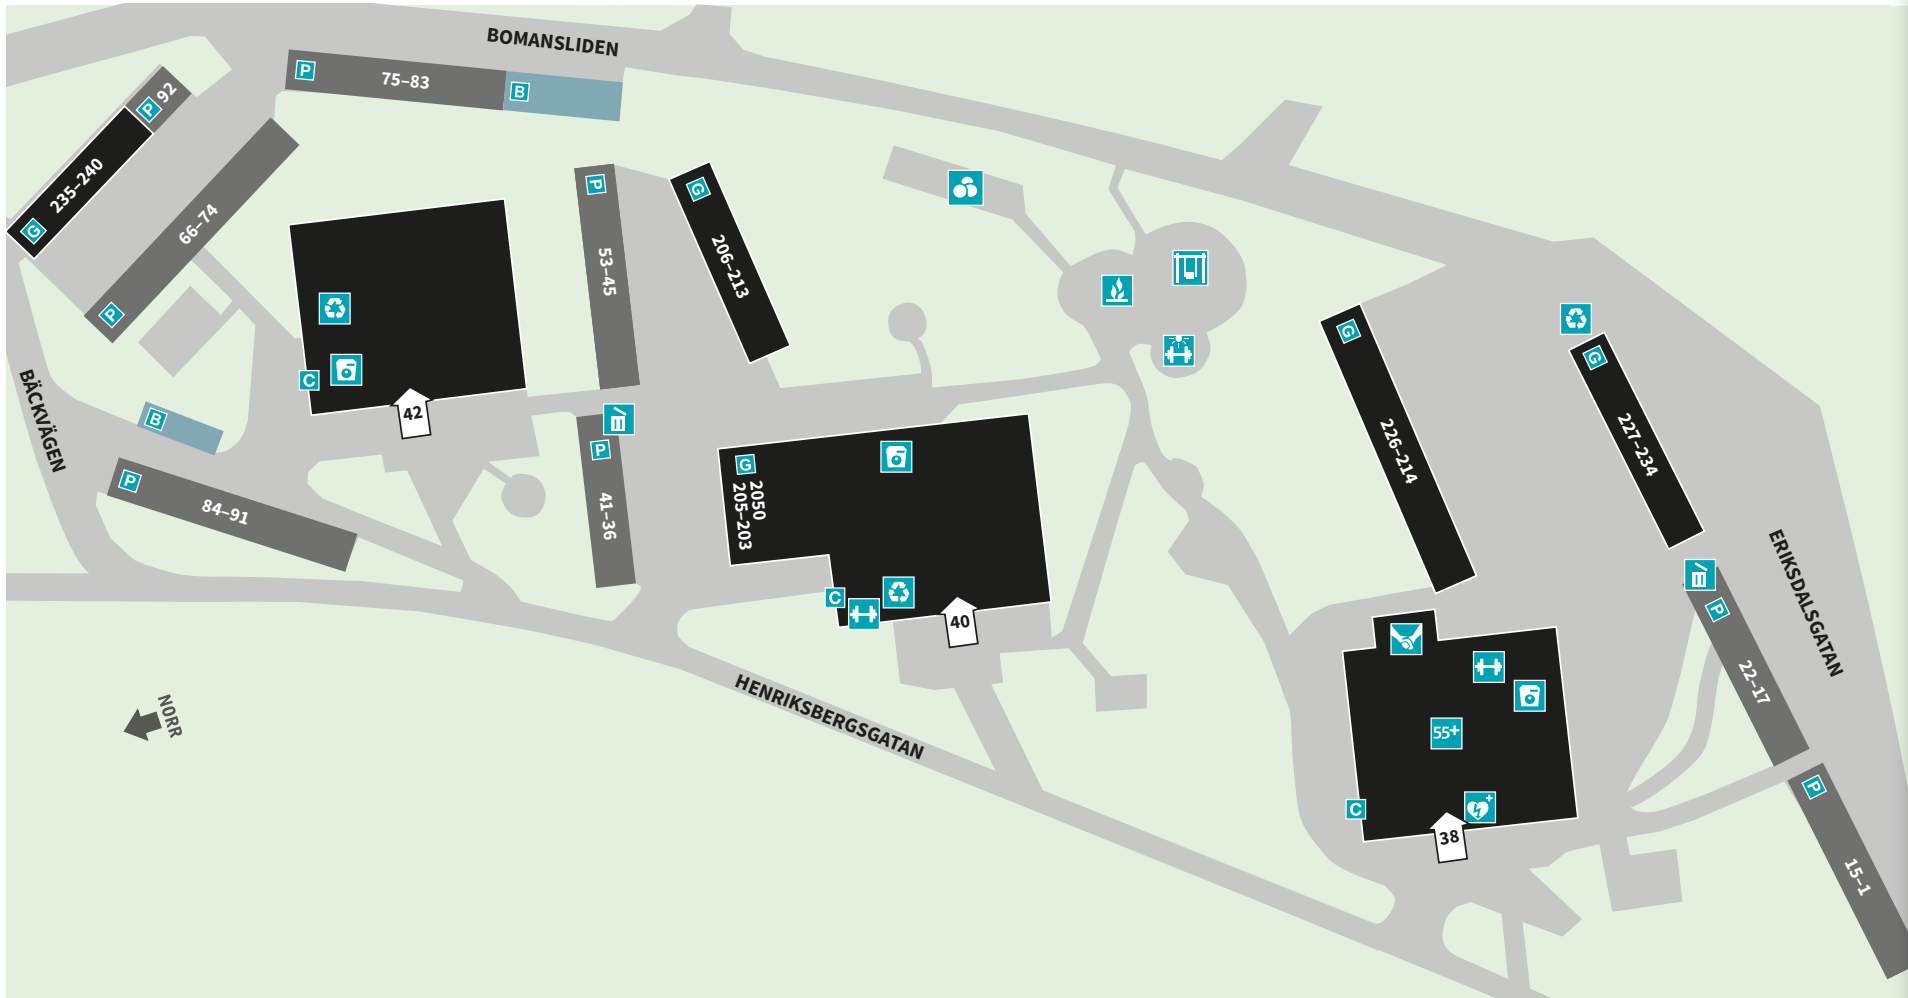 BOMANSLIDEN
P
75–83
B
P
92
235–240
G
66–74
P
P
53–45
G
206–213
C
42
BÄCKVÄGEN
B
P
84–91
P
41–36
G
2050
205–203
C
40
G
226–214
G
227–234
P
22–17
ERIKSDALSGATAN
55+
C
38
P
15–1
HENRIKSBERGSGATAN
NORR